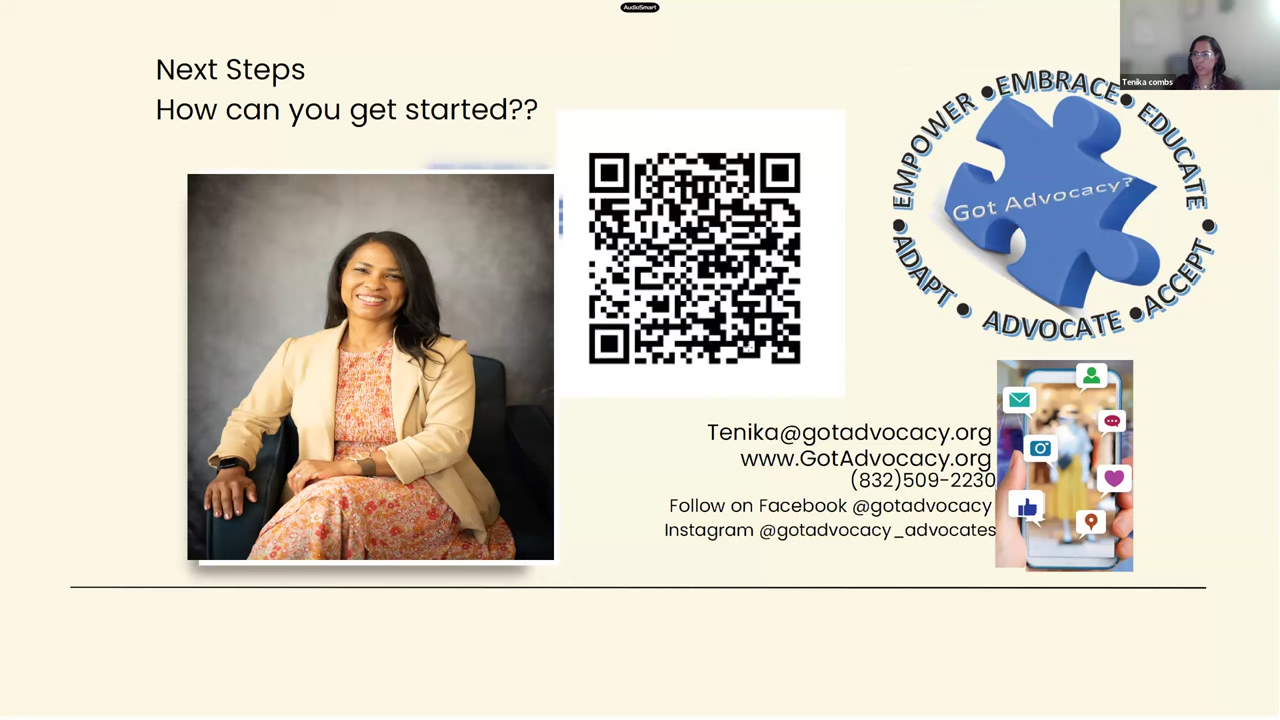 AudioSmart
Next Steps
How can you get started??
Tenika combs
EMPOWER • EMBRACE • EDUCATE • ACCEPT • ADVOCATE • ADAPT •
Got Advocacy?
Tenika@gotadvocacy.org
www.GotAdvocacy.org
(832)509-2230
Follow on Facebook @gotadvocacy
Instagram @gotadvocacy_advocates